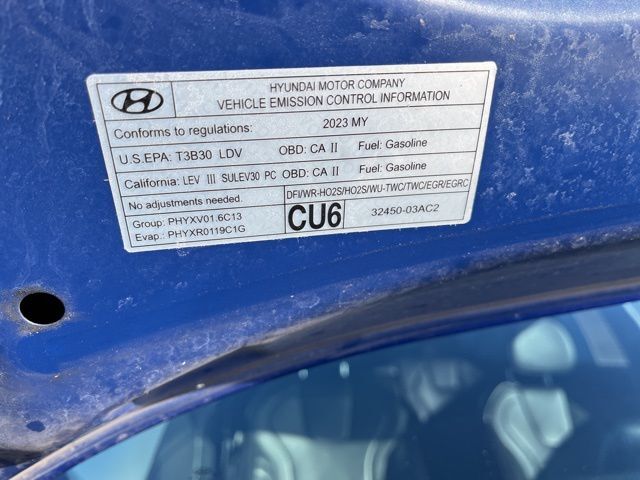 HYUNDAI MOTOR COMPANY
VEHICLE EMISSION CONTROL INFORMATION
Conforms to regulations: 2023 MY
U.S.EPA: T3B30 LDV OBD: CA II Fuel: Gasoline
California: LEV III SULEV30 PC OBD: CA II Fuel: Gasoline
No adjustments needed. DFI/WR-HO2S/HO2S/WU-TWC/TWC/EGR/EGRC
Group: PHYXV01.6C13
Evap.: PHYXR0119C1G
CU6 32450-03AC2